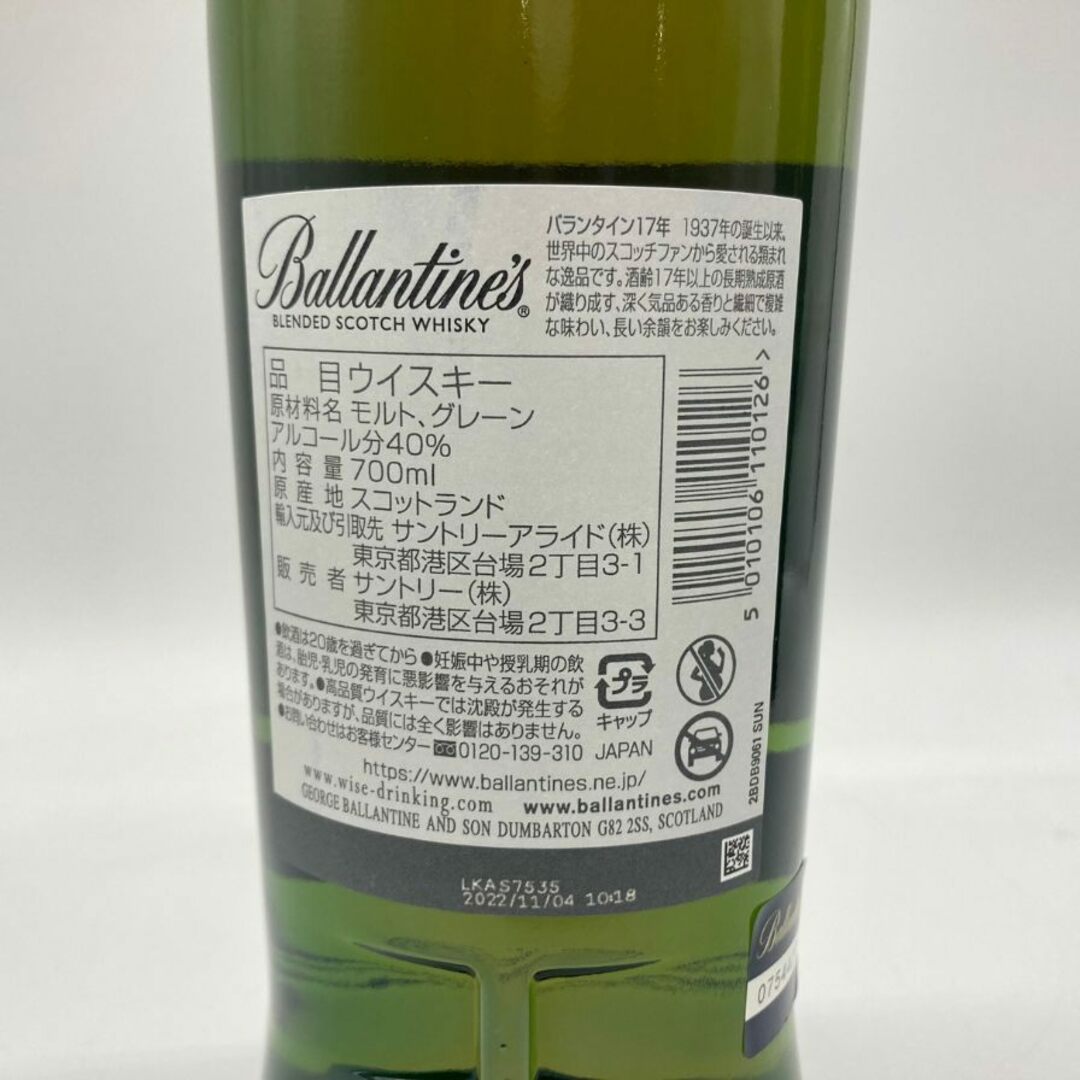 Ballantine's®
BLENDED SCOTCH WHISKY
バランタイン17年 1937年の誕生以来、
世界中のスコッチファンから愛される類まれ
な逸品です。酒齢17年以上の長期熟成原酒
が織り成す、深く気品ある香りと繊細で複雑
な味わい、長い余韻をお楽しみください。
品 目 ウイスキー
原材料名 モルト、グレーン
アルコール分40%
内容量 700ml
原産地 スコットランド
輸入元及び引取先 サントリーアライド(株)
東京都港区台場2丁目3-1
販売者 サントリー(株)
東京都港区台場2丁目3-3
5 010106 110126 >
●飲酒は20歳を過ぎてから ●妊娠中や授乳期の飲
酒は、胎児・乳児の発育に悪影響を与えるおそれが
あります。●高品質ウイスキーでは沈殿が発生する
場合がありますが、品質には全く影響はありません。
●お問い合わせはお客様センター 0120-139-310 JAPAN
プラ
キャップ
https://www.ballantines.ne.jp/
www.wise-drinking.com www.ballantines.com
GEORGE BALLANTINE AND SON DUMBARTON G82 2SS, SCOTLAND
2BDB9061 SUN
LKAS7535
2022/11/04 10:18